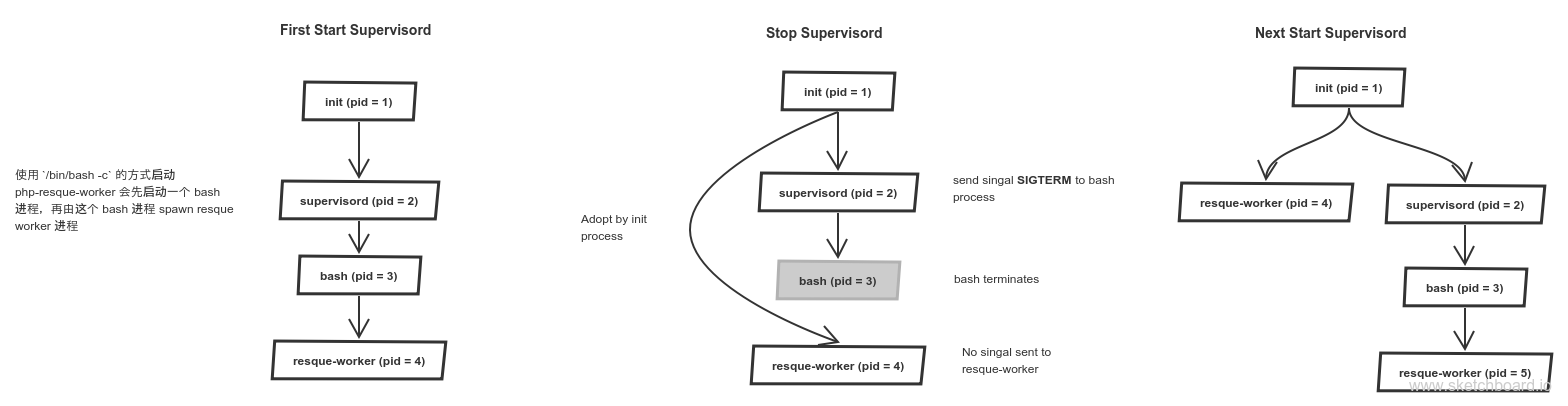 First Start Supervisord
init (pid = 1)
使用 `/bin/bash -c` 的方式启动
php-resque-worker 会先启动一个 bash
进程，再由这个 bash 进程 spawn resque
worker 进程
supervisord (pid = 2)
bash (pid = 3)
resque-worker (pid = 4)
Stop Supervisord
init (pid = 1)
supervisord (pid = 2)
send singal SIGTERM to bash
process
Adopt by init
process
bash (pid = 3)
bash terminates
resque-worker (pid = 4)
No singal sent to
resque-worker
Next Start Supervisord
init (pid = 1)
resque-worker (pid = 4)
supervisord (pid = 2)
bash (pid = 3)
resque-worker (pid = 5)
www.sketchboard.io